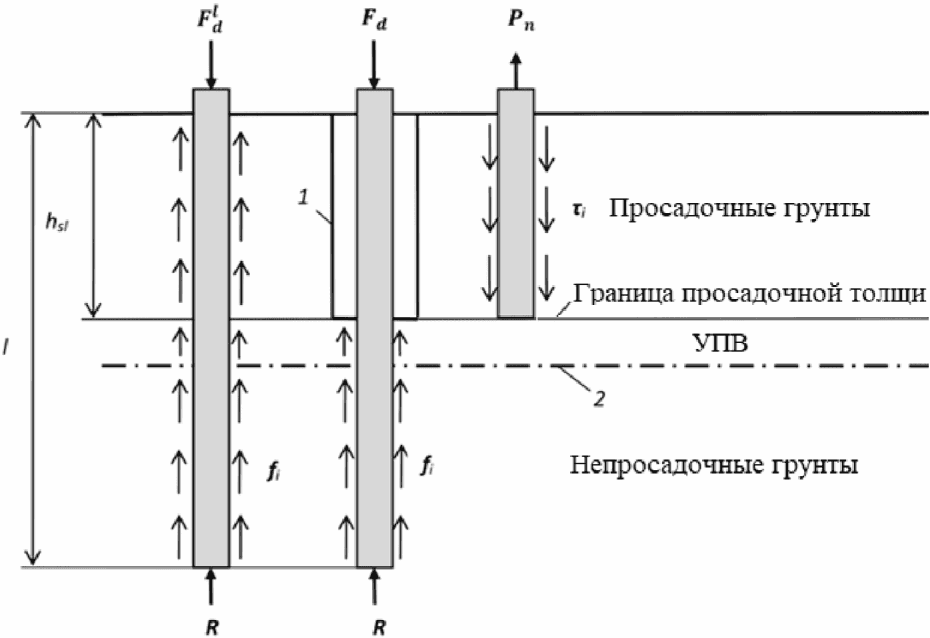 F_d^l
F_d
P_n
1
h_sl
τ_i Просадочные грунты
Граница просадочной толщи
l
УПВ
2
Непросадочные грунты
f_i
f_i
R
R